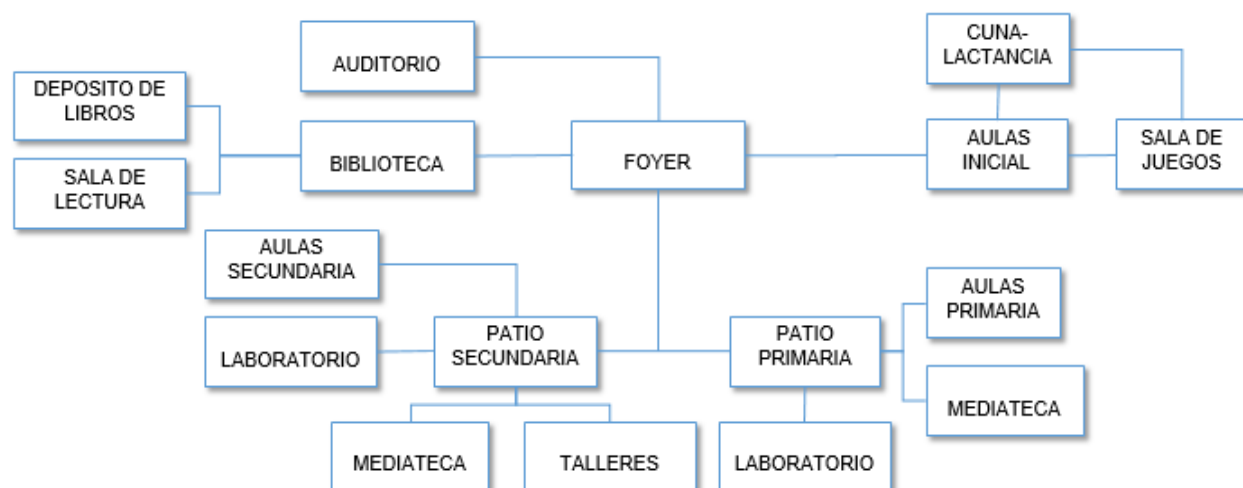 CUNA-
LACTANCIA
AUDITORIO
DEPOSITO DE
LIBROS
BIBLIOTECA
FOYER
AULAS
INICIAL
SALA DE
JUEGOS
SALA DE
LECTURA
AULAS
SECUNDARIA
AULAS
PRIMARIA
LABORATORIO
PATIO
SECUNDARIA
PATIO
PRIMARIA
MEDIATECA
MEDIATECA
TALLERES
LABORATORIO